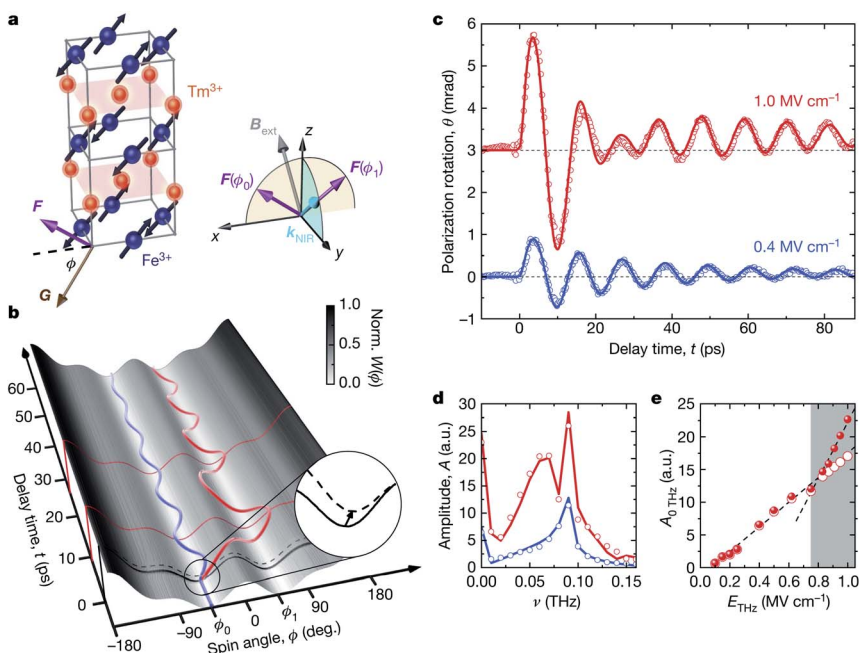 a
Tm³⁺
F
ϕ
Fe³⁺
G
B_ext
z
F(ϕ₀)
F(ϕ₁)
x
k_NIR
y
b
1.0
0.5
0.0
Norm. W(ϕ)
60
50
40
30
20
10
0
Delay time, t (ps)
−180
−90
ϕ₀
0
ϕ₁
90
180
Spin angle, ϕ (deg.)
c
6
5
4
3
2
1
0
−1
Polarization rotation, θ (mrad)
1.0 MV cm⁻¹
0.4 MV cm⁻¹
0 20 40 60 80
Delay time, t (ps)
d
30
25
20
15
10
5
0
Amplitude, A (a.u.)
0.00 0.05 0.10 0.15
ν (THz)
e
25
20
15
10
5
0
A₀ THz (a.u.)
0.0 0.2 0.4 0.6 0.8 1.0
E_THz (MV cm⁻¹)